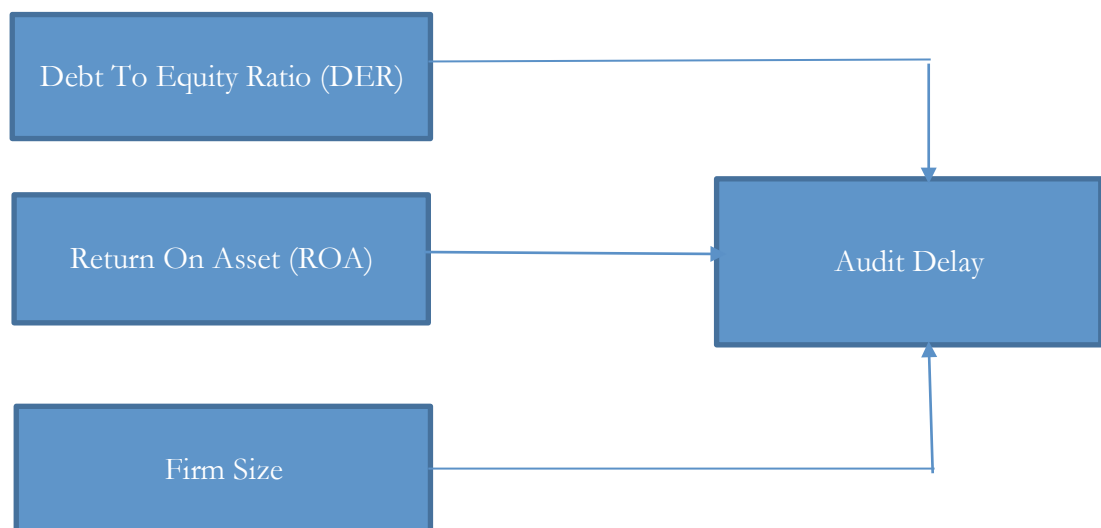 Debt To Equity Ratio (DER)
Return On Asset (ROA)
Audit Delay
Firm Size